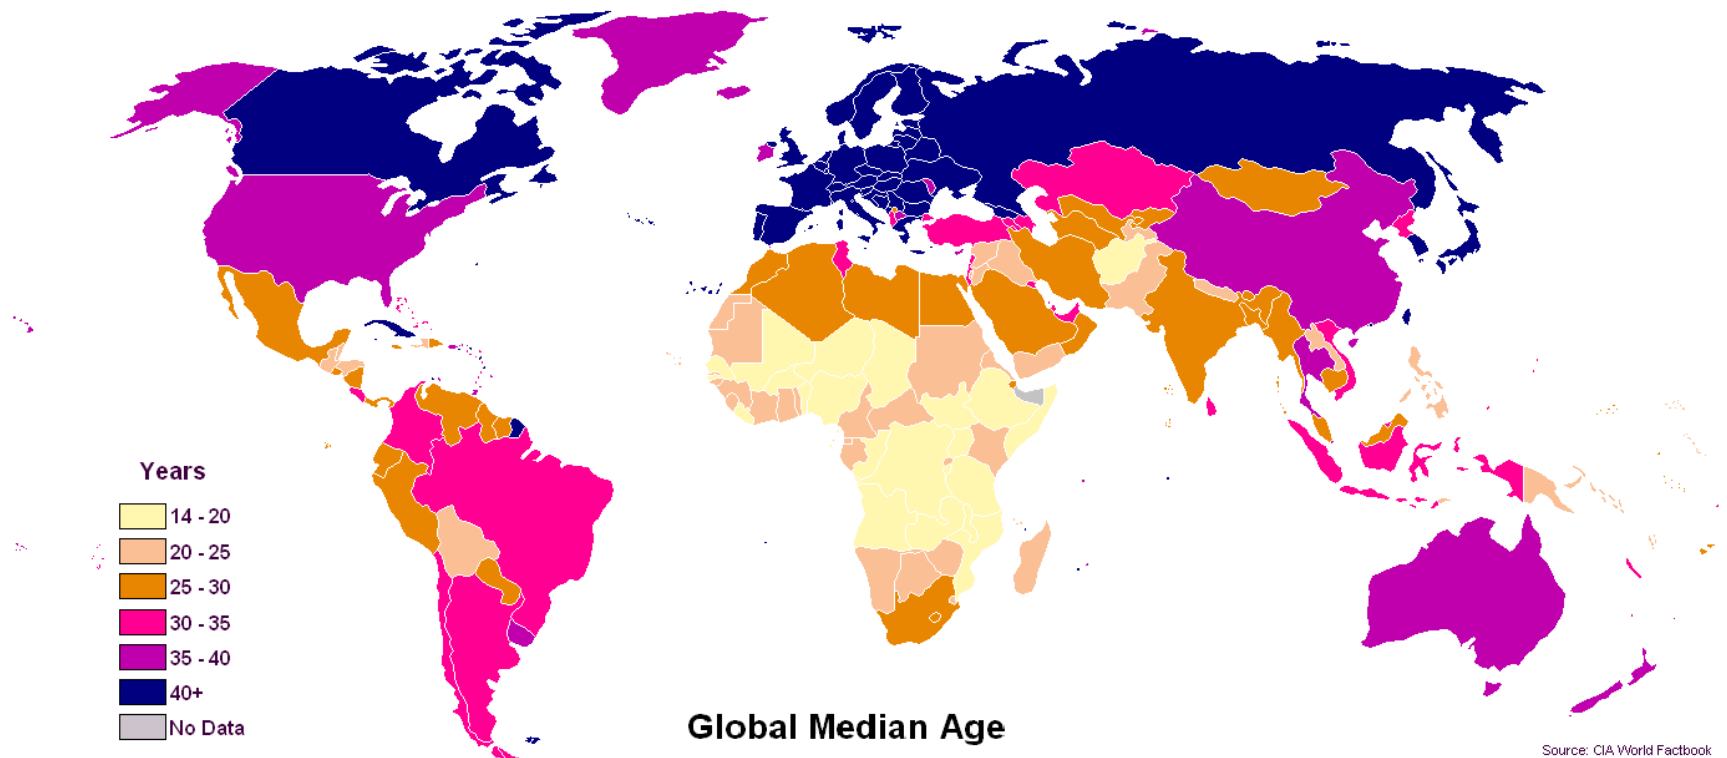 Years
14 - 20
20 - 25
25 - 30
30 - 35
35 - 40
40+
No Data
Global Median Age
Source: CIA World Factbook